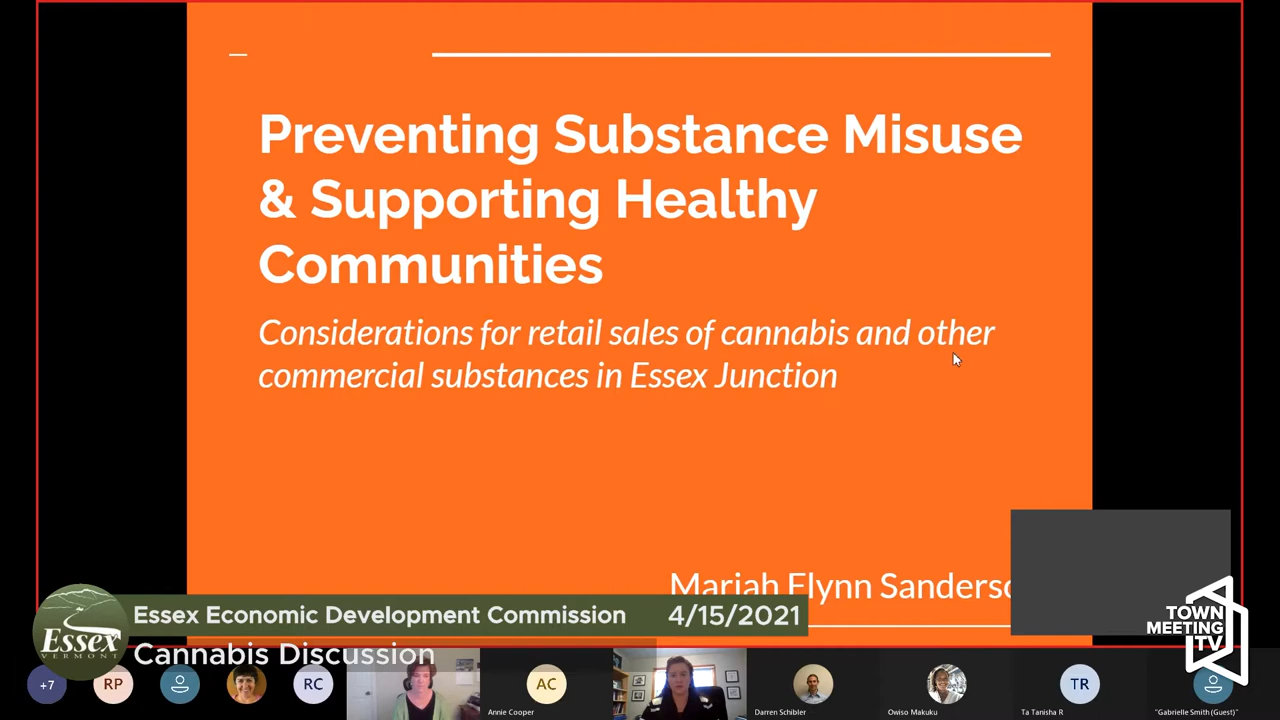 Preventing Substance Misuse
& Supporting Healthy
Communities
Considerations for retail sales of cannabis and other
commercial substances in Essex Junction
Mariah Flynn
Essex Economic Development Commission 4/15/2021
Cannabis Discussion
Essex
VERMONT
TOWN
MEETING
TV
+7
RP
RC
AC
Annie Cooper
Darren Schibler
Owiso Makuku
TR
Ta Tanisha R
"Gabrielle Smith (Guest)"